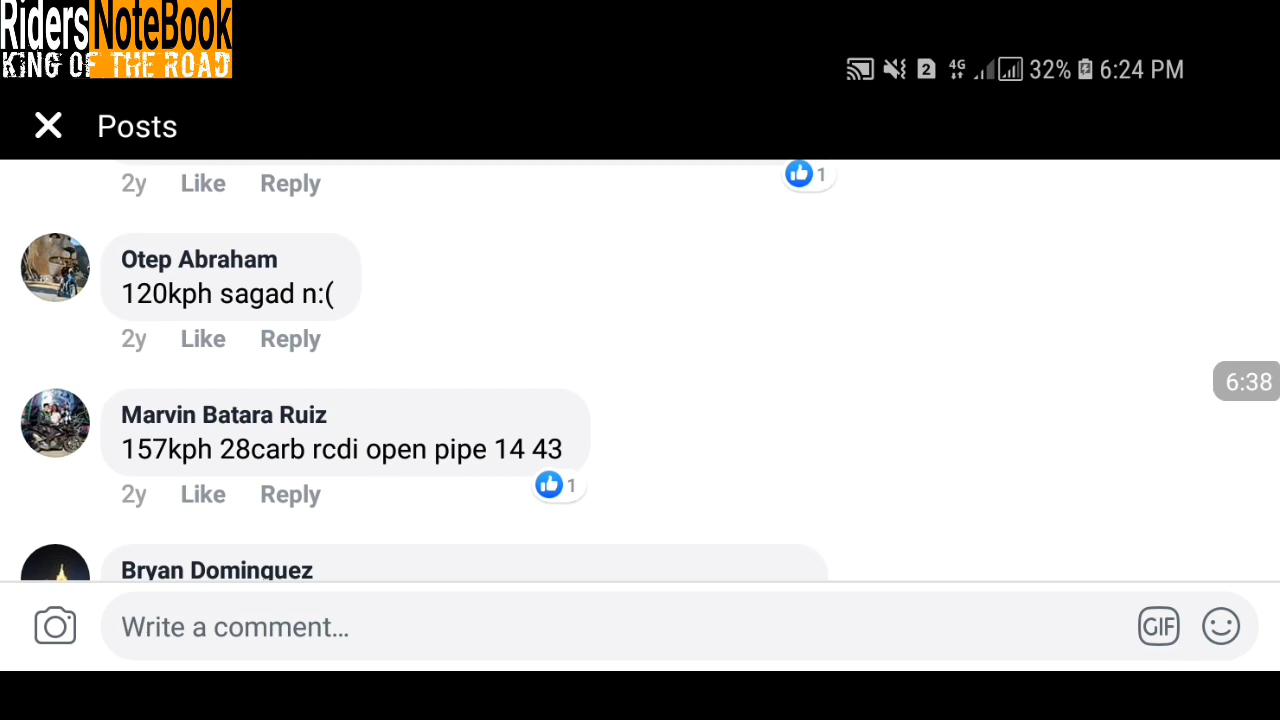 RidersNoteBook
KING OF THE ROAD
2 4G 32% 6:24 PM
Posts
2y Like Reply 1
Otep Abraham
120kph sagad n:(
2y Like Reply
6:38
Marvin Batara Ruiz
157kph 28carb rcdi open pipe 14 43
2y Like Reply 1
Bryan Dominguez
Write a comment...
GIF